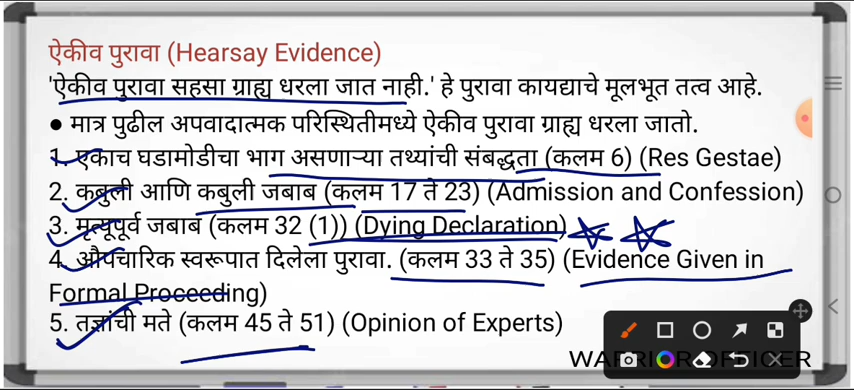 ऐकीव पुरावा (Hearsay Evidence)
'ऐकीव पुरावा सहसा ग्राह्य धरला जात नाही.' हे पुरावा कायद्याचे मूलभूत तत्व आहे.
● मात्र पुढील अपवादात्मक परिस्थितीमध्ये ऐकीव पुरावा ग्राह्य धरला जातो.
1. एकाच घडामोडीचा भाग असणाऱ्या तथ्यांची संबद्धता (कलम 6) (Res Gestae)
2. कबुली आणि कबुली जबाब (कलम 17 ते 23) (Admission and Confession)
3. मृत्यूपूर्व जबाब (कलम 32 (1)) (Dying Declaration)
4. औपचारिक स्वरूपात दिलेला पुरावा. (कलम 33 ते 35) (Evidence Given in
Formal Proceeding)
5. तज्ञांची मते (कलम 45 ते 51) (Opinion of Experts)
WARRIOR OFFICER